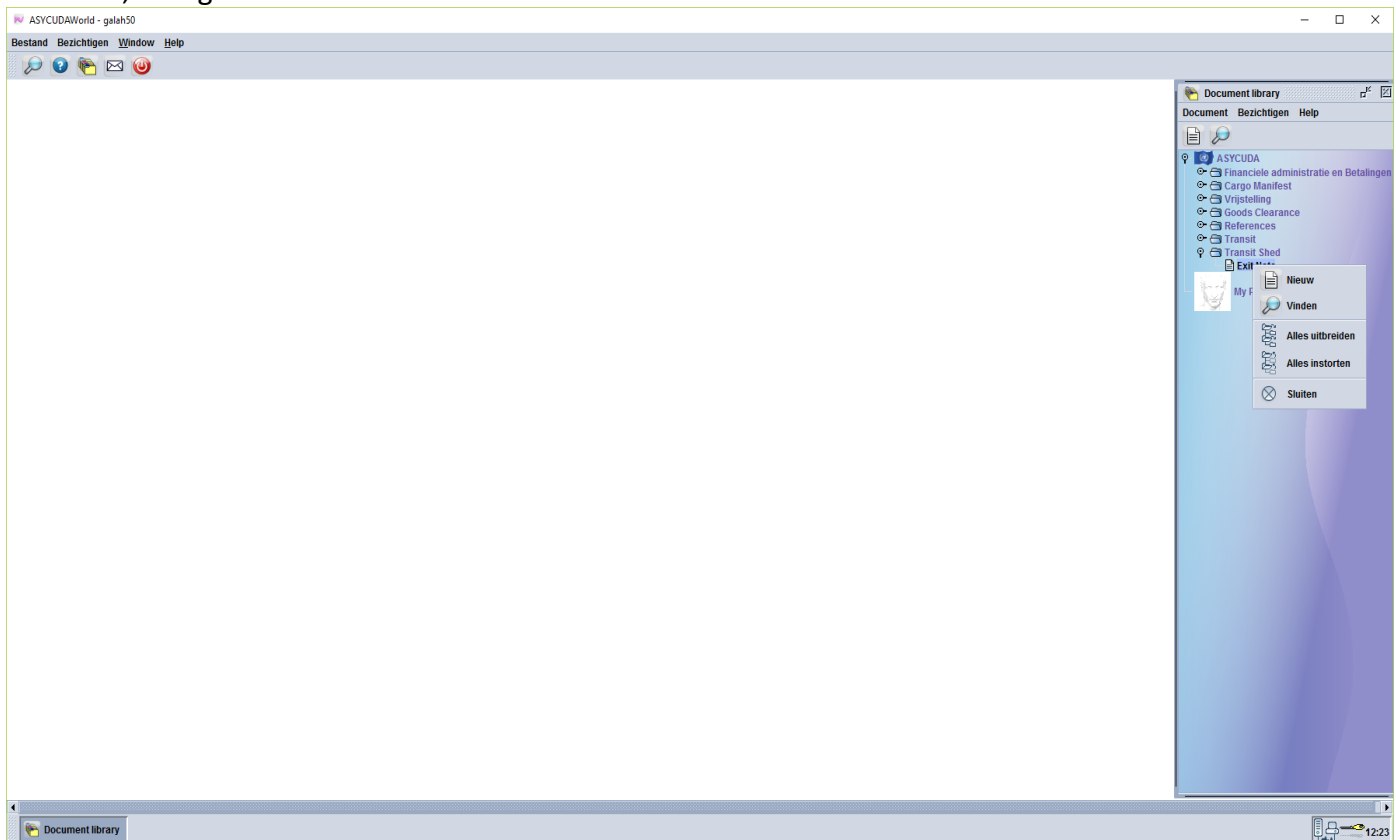 ASYCUDAWorld - galah50
Bestand Bezichtigen Window Help
Document library
Document Bezichtigen Help
ASYCUDA
Financiele administratie en Betalingen
Cargo Manifest
Vrijstelling
Goods Clearance
References
Transit
Transit Shed
Exit
My
Nieuw
Vinden
Alles uitbreiden
Alles instorten
Sluiten
Document library
12:23